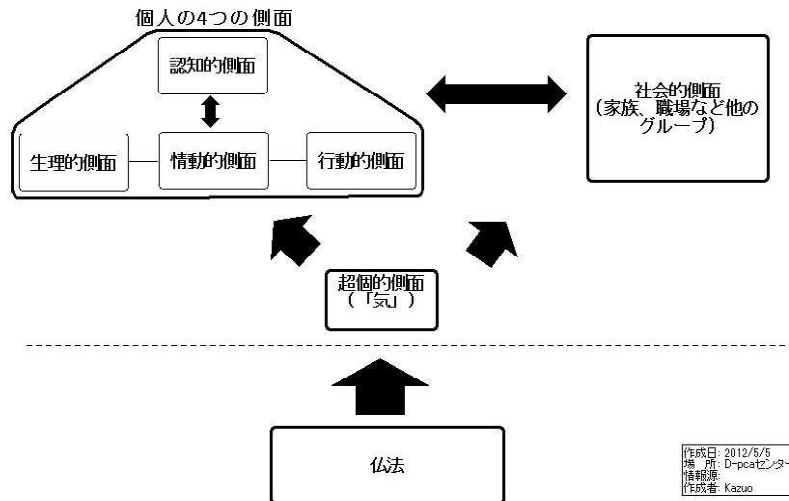 個人の4つの側面
認知的側面
生理的側面
情動的側面
行動的側面
社会的側面
(家族、職場など他の
グループ)
超個的側面
(「気」)
仏法
作成日: 2012/5/5
場 所: D-pcaセンター
情報源:
作成者: Kazuo